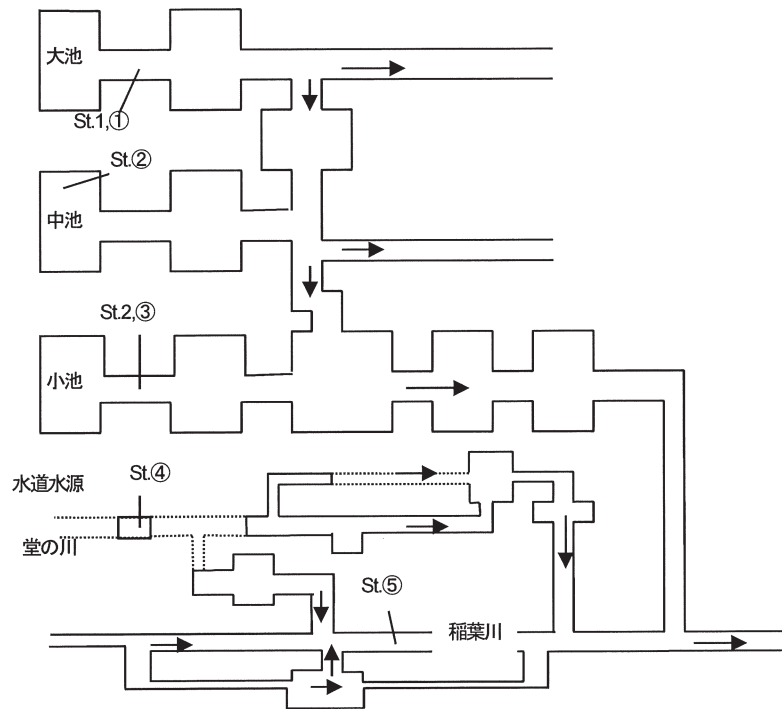 大池
St.1,①
St.②
中池
St.2,③
小池
St.④
水道水源
堂の川
St.⑤
稲葉川